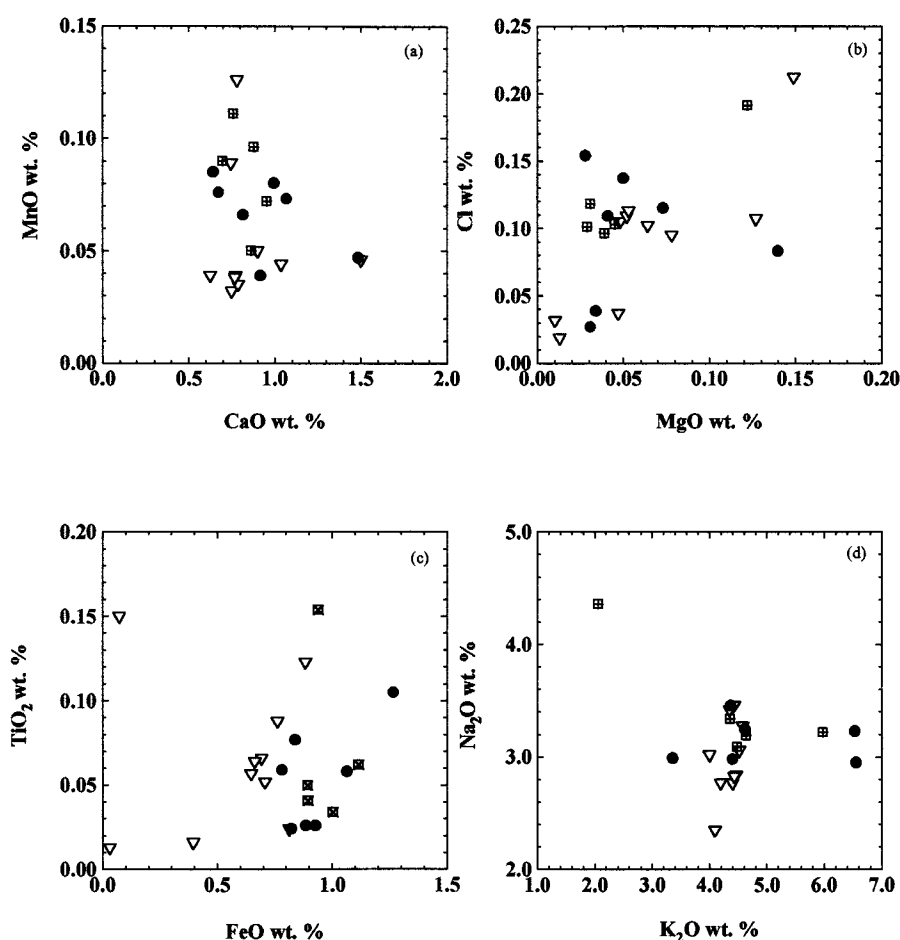 (a)
MnO wt. %
0.15
0.10
0.05
0.00
0.0 0.5 1.0 1.5 2.0
CaO wt. %
(b)
Cl wt. %
0.25
0.20
0.15
0.10
0.05
0.00
0.00 0.05 0.10 0.15 0.20
MgO wt. %
(c)
TiO2 wt. %
0.20
0.15
0.10
0.05
0.00
0.0 0.5 1.0 1.5
FeO wt. %
(d)
Na2O wt. %
5.0
4.0
3.0
2.0
1.0 2.0 3.0 4.0 5.0 6.0 7.0
K2O wt. %